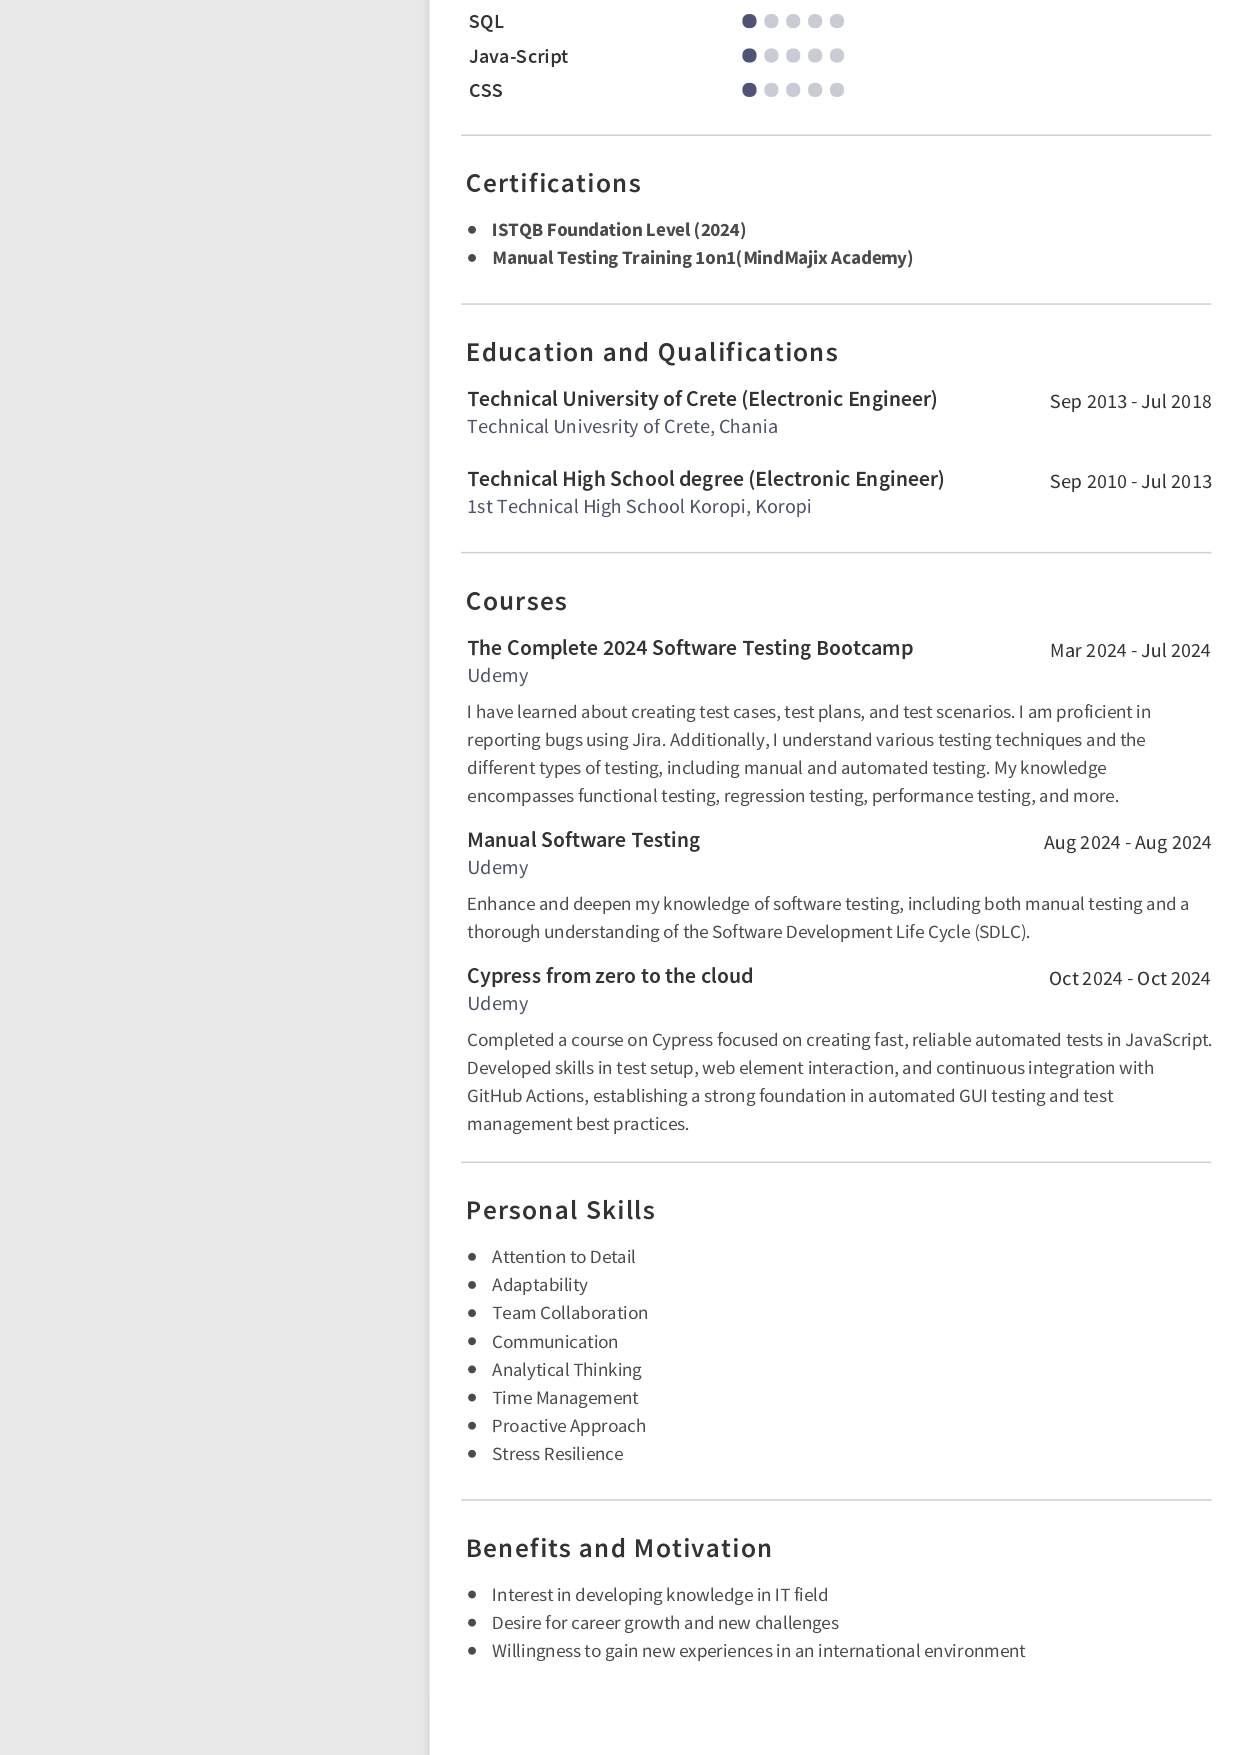 SQL
Java-Script
CSS
Certifications
• ISTQB Foundation Level (2024)
• Manual Testing Training 1on1(MindMajix Academy)
Education and Qualifications
Technical University of Crete (Electronic Engineer) Sep 2013 - Jul 2018
Technical Univesrity of Crete, Chania
Technical High School degree (Electronic Engineer) Sep 2010 - Jul 2013
1st Technical High School Koropi, Koropi
Courses
The Complete 2024 Software Testing Bootcamp Mar 2024 - Jul 2024
Udemy
I have learned about creating test cases, test plans, and test scenarios. I am proficient in
reporting bugs using Jira. Additionally, I understand various testing techniques and the
different types of testing, including manual and automated testing. My knowledge
encompasses functional testing, regression testing, performance testing, and more.
Manual Software Testing Aug 2024 - Aug 2024
Udemy
Enhance and deepen my knowledge of software testing, including both manual testing and a
thorough understanding of the Software Development Life Cycle (SDLC).
Cypress from zero to the cloud Oct 2024 - Oct 2024
Udemy
Completed a course on Cypress focused on creating fast, reliable automated tests in JavaScript.
Developed skills in test setup, web element interaction, and continuous integration with
GitHub Actions, establishing a strong foundation in automated GUI testing and test
management best practices.
Personal Skills
• Attention to Detail
• Adaptability
• Team Collaboration
• Communication
• Analytical Thinking
• Time Management
• Proactive Approach
• Stress Resilience
Benefits and Motivation
• Interest in developing knowledge in IT field
• Desire for career growth and new challenges
• Willingness to gain new experiences in an international environment